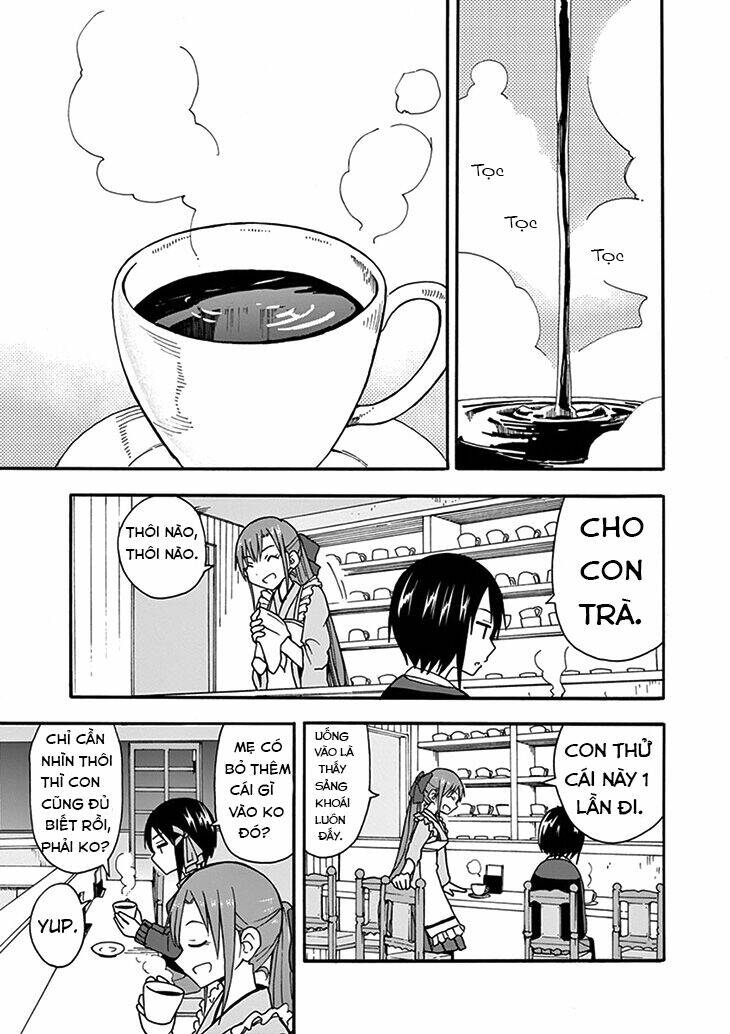 Tọc
Tọc
Tọc
CHO
CON
TRÀ.
THÔI NÀO,
THÔI NÀO.
CON THỬ
CÁI NÀY 1
LẦN ĐI.
UỐNG
VÀO LÀ
THẤY
SẢNG
KHOÁI
LUÔN
ĐẤY.
MẸ CÓ
BỎ THÊM
CÁI GÌ
VÀO KO
ĐÓ?
CHỈ CẦN
NHÌN THÔI
THÌ CON
CŨNG ĐỦ
BIẾT RỒI,
PHẢI KO?
YUP.